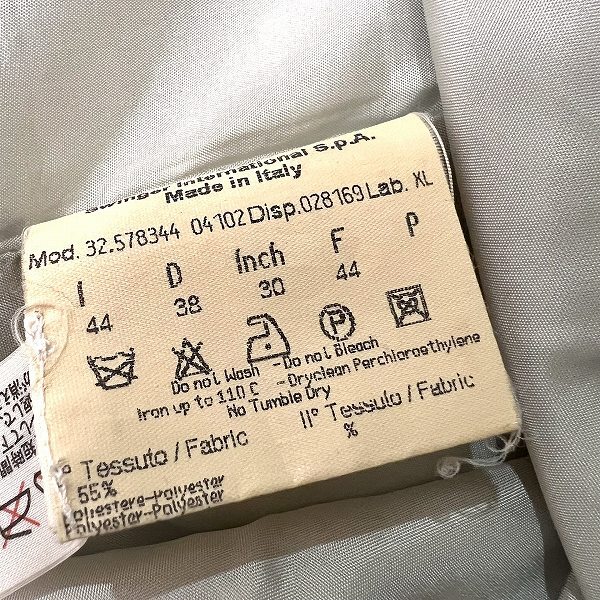 Swinger International S.p.A.
Made in Italy
Mod. 32.578344 04102 Disp.028169 Lab. XL
I D Inch F P
44 38 30 44
Do not Wash - Do not Bleach
Iron up to 110 C - Dryclean Perchloroethylene
No Tumble Dry
I° Tessuto / Fabric II° Tessuto / Fabric
55% %
Poliestere-Polyester
Polyester-Polyester